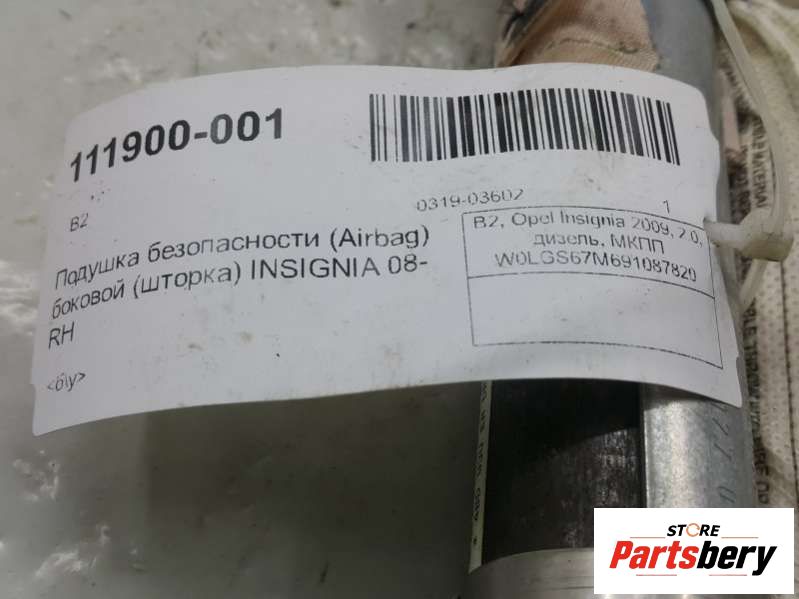 111900-001
B2
0319-03602
1
Подушка безопасности (Airbag)
боковой (шторка) INSIGNIA 08-
RH
<б\у>
B2, Opel Insignia 2009, 2.0,
дизель, МКПП
W0LGS67M691087820
STORE
Partsbery